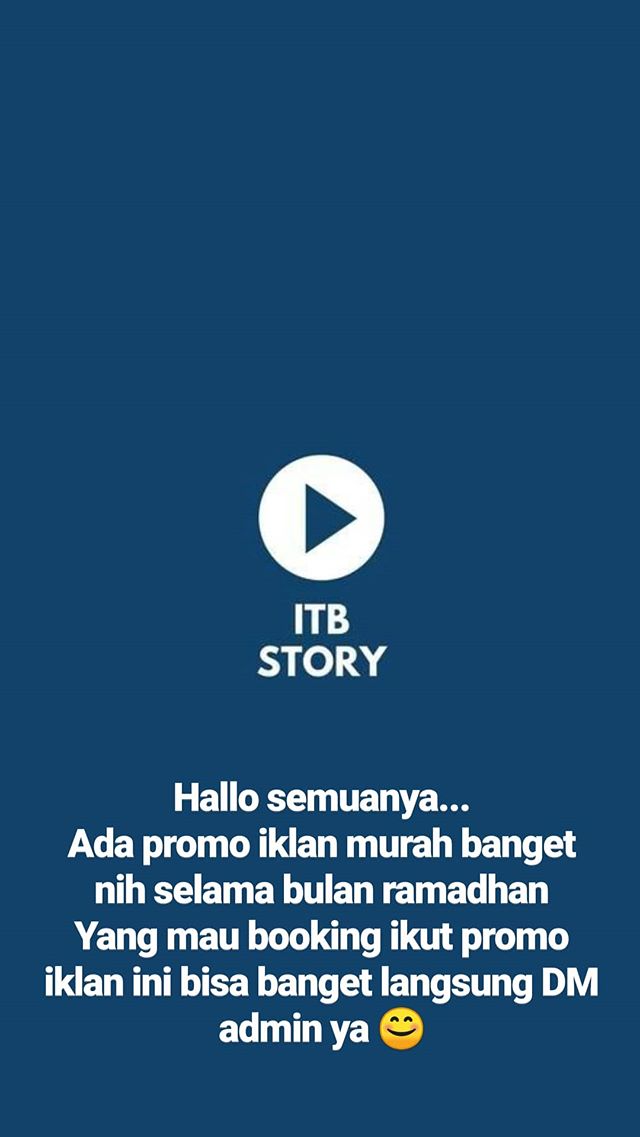 ITB
STORY
Hallo semuanya...
Ada promo iklan murah banget
nih selama bulan ramadhan
Yang mau booking ikut promo
iklan ini bisa banget langsung DM
admin ya 😊